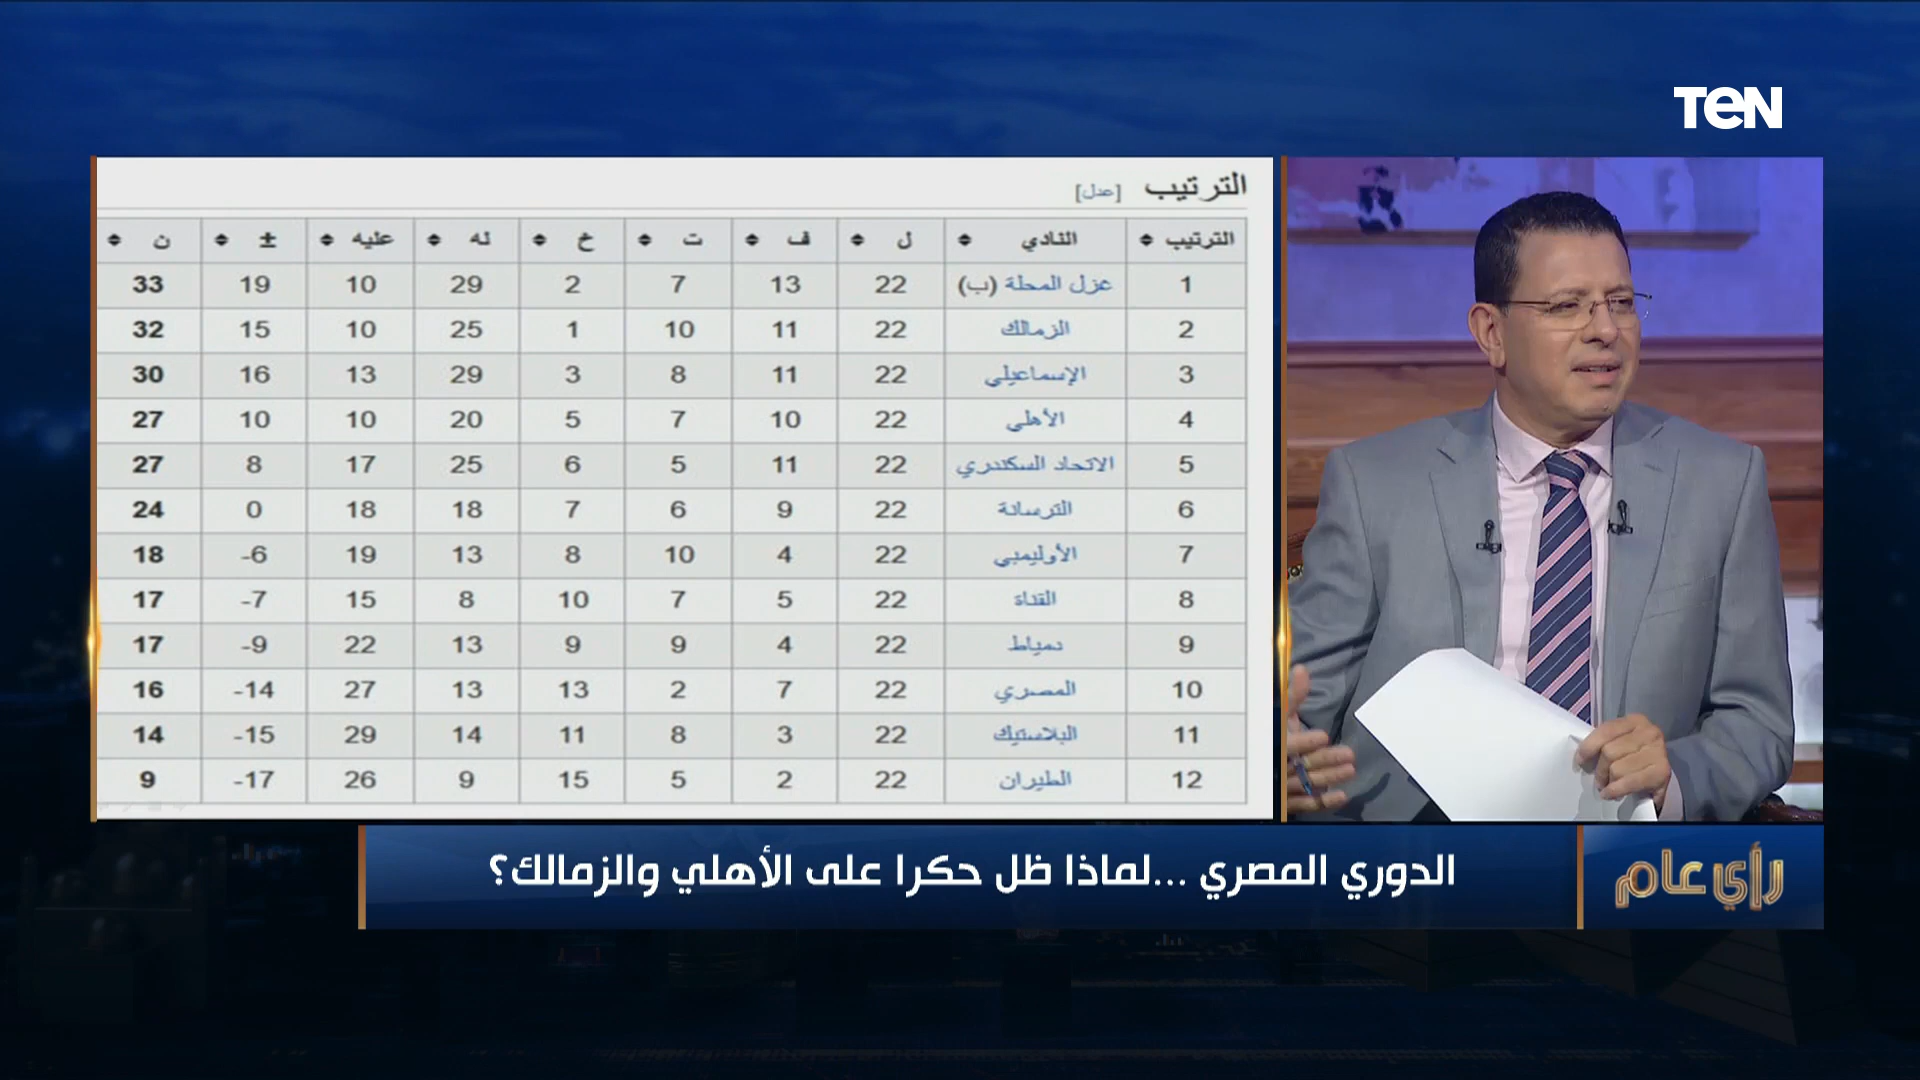 TEN
الترتيب [عدل]
الترتيب النادي ل ف ت خ له عليه ± ن
1 غزل المحلة (ب) 22 13 7 2 29 10 19 33
2 الزمالك 22 11 10 1 25 10 15 32
3 الإسماعيلي 22 11 8 3 29 13 16 30
4 الأهلي 22 10 7 5 20 10 10 27
5 الاتحاد السكندري 22 11 5 6 25 17 8 27
6 الترسانة 22 9 6 7 18 18 0 24
7 الأوليمبي 22 4 10 8 13 19 -6 18
8 القناة 22 5 7 10 8 15 -7 17
9 دمياط 22 4 9 9 13 22 -9 17
10 المصري 22 7 2 13 13 27 -14 16
11 البلاستيك 22 3 8 11 14 29 -15 14
12 الطيران 22 2 5 15 9 26 -17 9
رأي عام
الدوري المصري ...لماذا ظل حكرا على الأهلي والزمالك؟